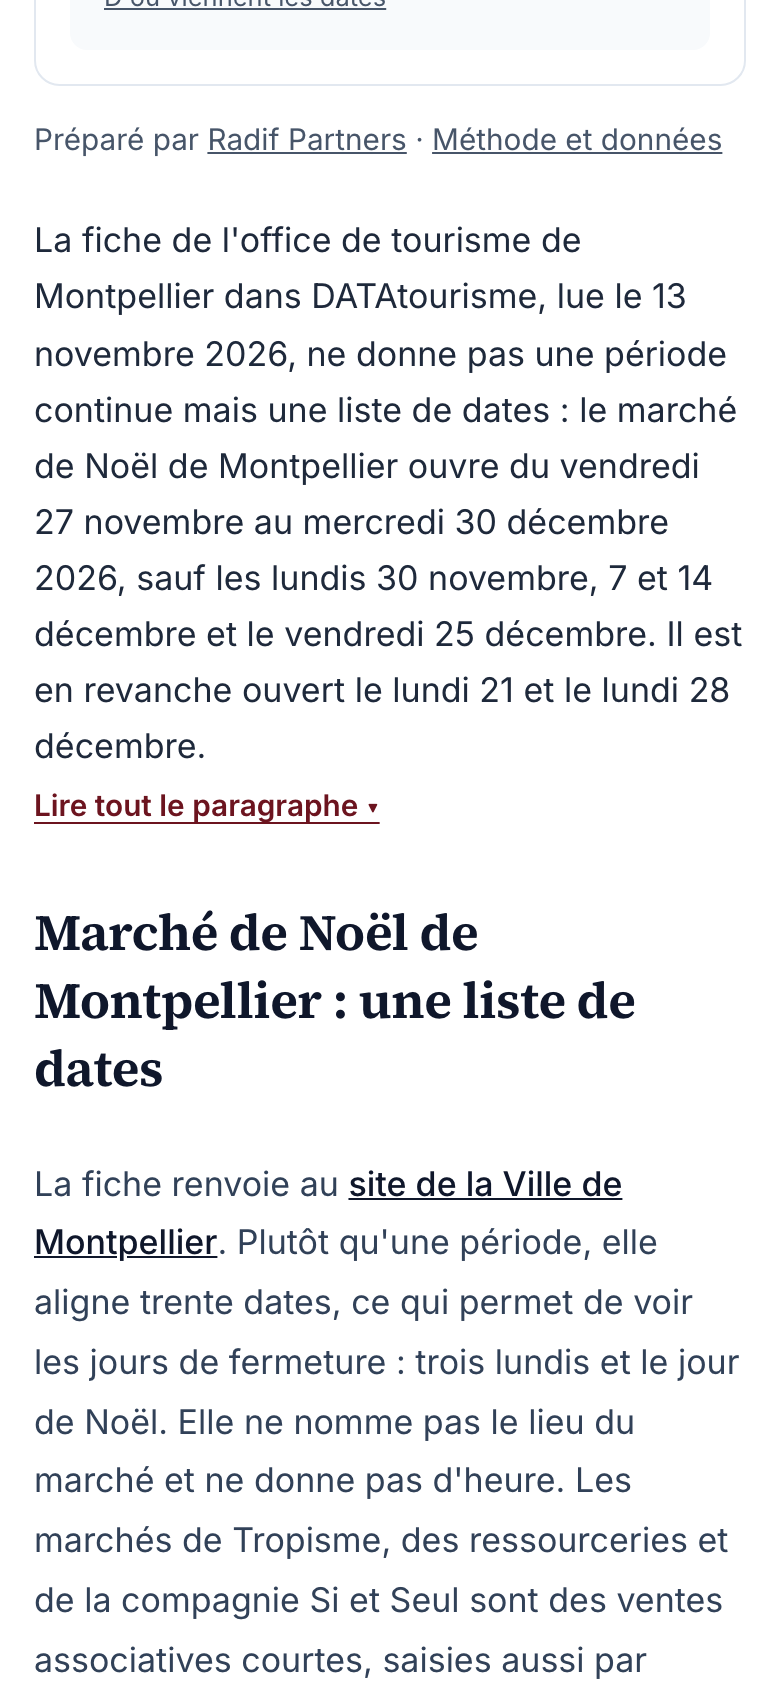 D'où viennent les dates
Préparé par Radif Partners · Méthode et données
La fiche de l'office de tourisme de
Montpellier dans DATAtourisme, lue le 13
novembre 2026, ne donne pas une période
continue mais une liste de dates : le marché
de Noël de Montpellier ouvre du vendredi
27 novembre au mercredi 30 décembre
2026, sauf les lundis 30 novembre, 7 et 14
décembre et le vendredi 25 décembre. Il est
en revanche ouvert le lundi 21 et le lundi 28
décembre.
Lire tout le paragraphe ▾
Marché de Noël de
Montpellier : une liste de
dates
La fiche renvoie au site de la Ville de
Montpellier. Plutôt qu'une période, elle
aligne trente dates, ce qui permet de voir
les jours de fermeture : trois lundis et le jour
de Noël. Elle ne nomme pas le lieu du
marché et ne donne pas d'heure. Les
marchés de Tropisme, des ressourceries et
de la compagnie Si et Seul sont des ventes
associatives courtes, saisies aussi par